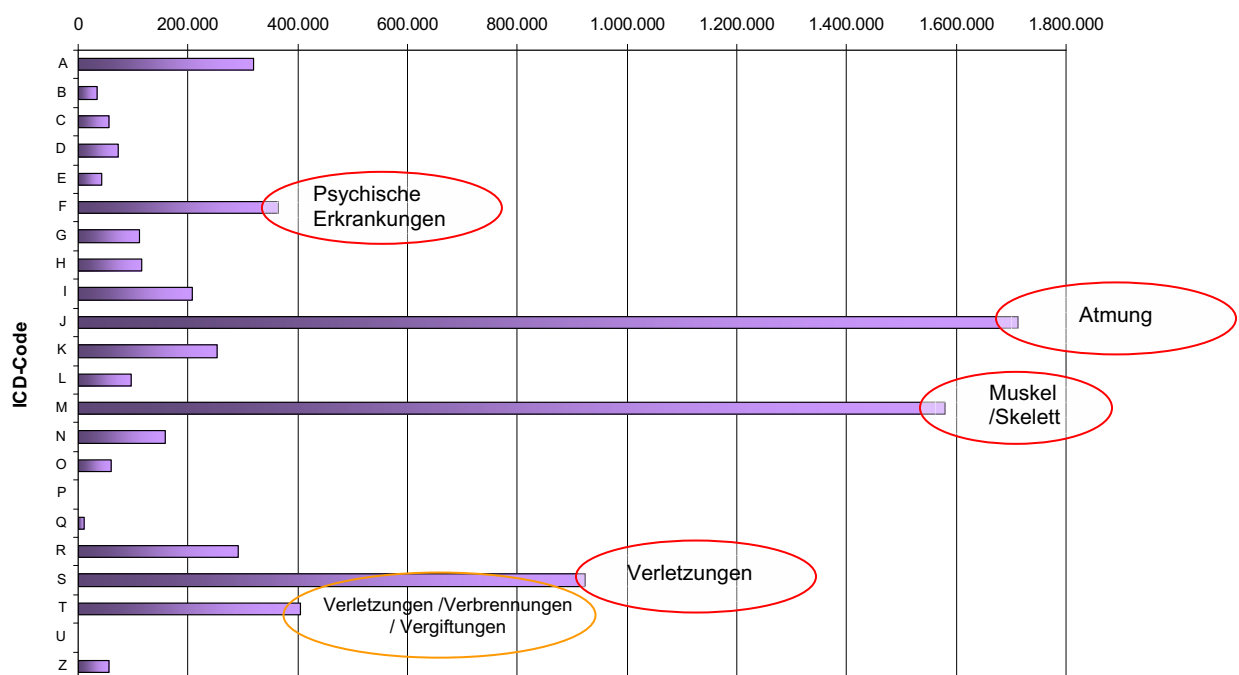 0 200.000 400.000 600.000 800.000 1.000.000 1.200.000 1.400.000 1.600.000 1.800.000
ICD-Code
A
B
C
D
E
F
Psychische
Erkrankungen
G
H
I
J
Atmung
K
L
M
Muskel
/Skelett
N
O
P
Q
R
S
Verletzungen
T
Verletzungen /Verbrennungen
/ Vergiftungen
U
Z